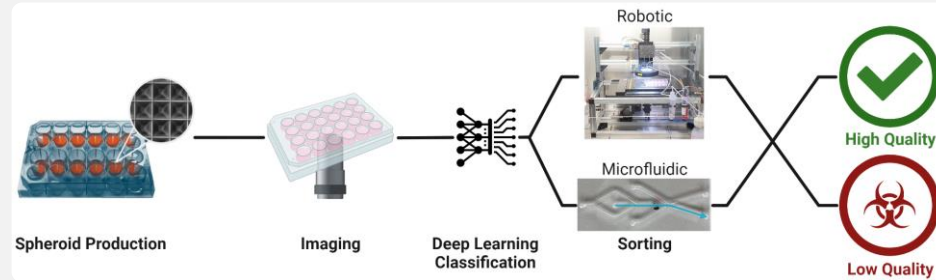 Robotic
High Quality
Microfluidic
Spheroid Production
Imaging
Deep Learning
Classification
Sorting
Low Quality